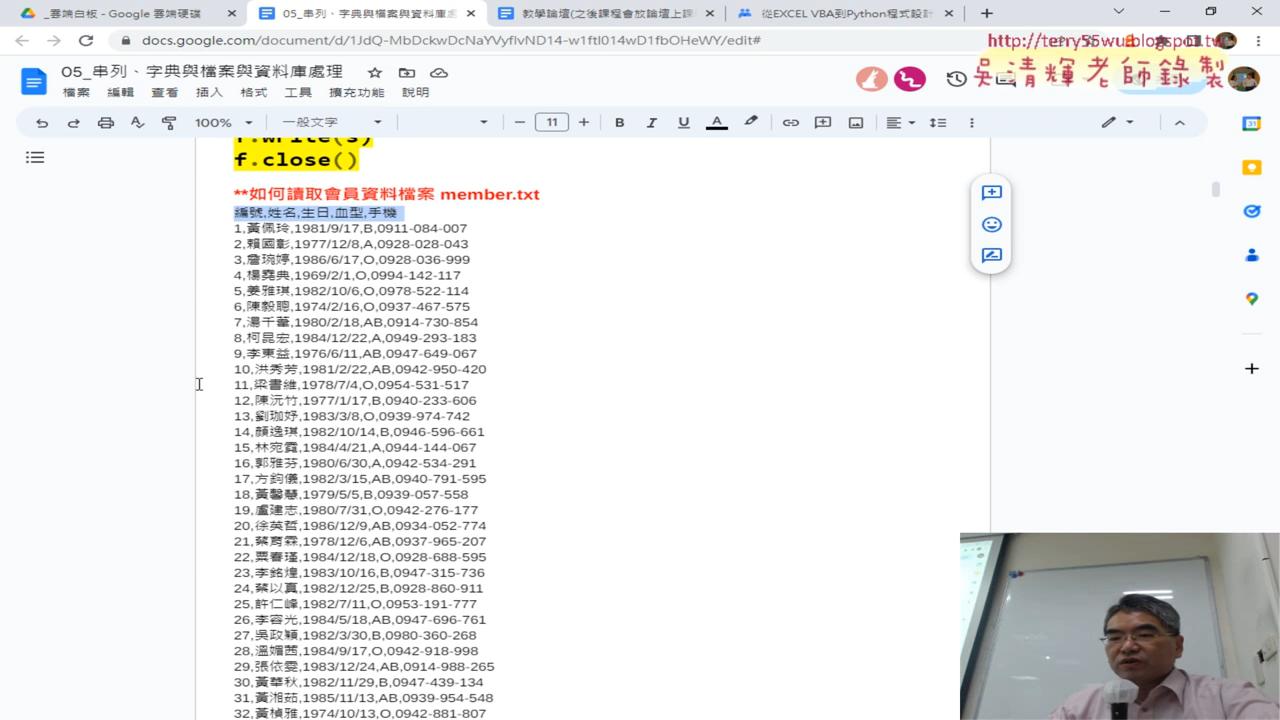 _雲端白板 - Google 雲端硬碟
05_串列、字典與檔案與資料庫處
教學論壇(之後課程會放論壇上課
從EXCEL VBA到Python程式設計
docs.google.com/document/d/1JdQ-MbDckwDcNaYVyfIvND14-w1ftl014wD1fbOHeWY/edit#
http://terry55wu.blogspot.tw
吳清輝老師錄製
05_串列、字典與檔案與資料庫處理
檔案 編輯 查看 插入 格式 工具 擴充功能 說明
100% 一般文字 11 B I U A
f.write(s)
f.close()
**如何讀取會員資料檔案 member.txt
編號,姓名,生日,血型,手機
1,黃佩玲,1981/9/17,B,0911-084-007
2,賴國彰,1977/12/8,A,0928-028-043
3,詹琬婷,1986/6/17,O,0928-036-999
4,楊堯典,1969/2/1,O,0994-142-117
5,姜雅琪,1982/10/6,O,0978-522-114
6,陳毅聰,1974/2/16,O,0937-467-575
7,湯千蕙,1980/2/18,AB,0914-730-854
8,柯昆宏,1984/12/22,A,0949-293-183
9,李東益,1976/6/11,AB,0947-649-067
10,洪秀芳,1981/2/22,AB,0942-950-420
11,梁書維,1978/7/4,O,0954-531-517
12,陳沅竹,1977/1/17,B,0940-233-606
13,劉珈妤,1983/3/8,O,0939-974-742
14,顏逸琪,1982/10/14,B,0946-596-661
15,林宛霓,1984/4/21,A,0944-144-067
16,郭雅芬,1980/6/30,A,0942-534-291
17,方鈞儀,1982/3/15,AB,0940-791-595
18,黃馨慧,1979/5/5,B,0939-057-558
19,盧建志,1980/7/31,O,0942-276-177
20,徐英哲,1986/12/9,AB,0934-052-774
21,蔡育霖,1978/12/6,AB,0937-965-207
22,粟春瑾,1984/12/18,O,0928-688-595
23,李銘煌,1983/10/16,B,0947-315-736
24,蔡以真,1982/12/25,B,0928-860-911
25,許仁峰,1982/7/11,O,0953-191-777
26,李容光,1984/5/18,AB,0947-696-761
27,吳政穎,1982/3/30,B,0980-360-268
28,溫媚茜,1984/9/17,O,0942-918-998
29,張依雯,1983/12/24,AB,0914-988-265
30,黃華秋,1982/11/29,B,0947-439-134
31,黃湘茹,1985/11/13,AB,0939-954-548
32,黃楨雅,1974/10/13,O,0942-881-807